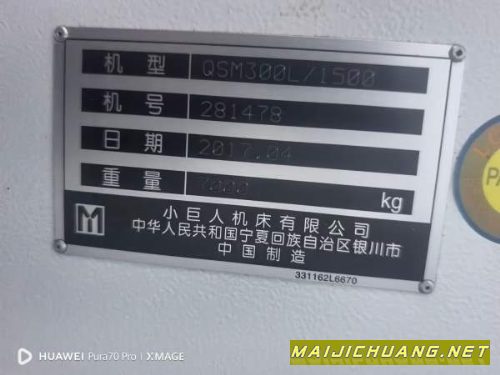 机型 QSM300L/1500
机号 281478
日期 2017.04
重量 7000 kg
小巨人机床有限公司
中华人民共和国宁夏回族自治区银川市
中国制造
331162L6670
HUAWEI Pura70 Pro | XMAGE
MAIJICHUANG.NET